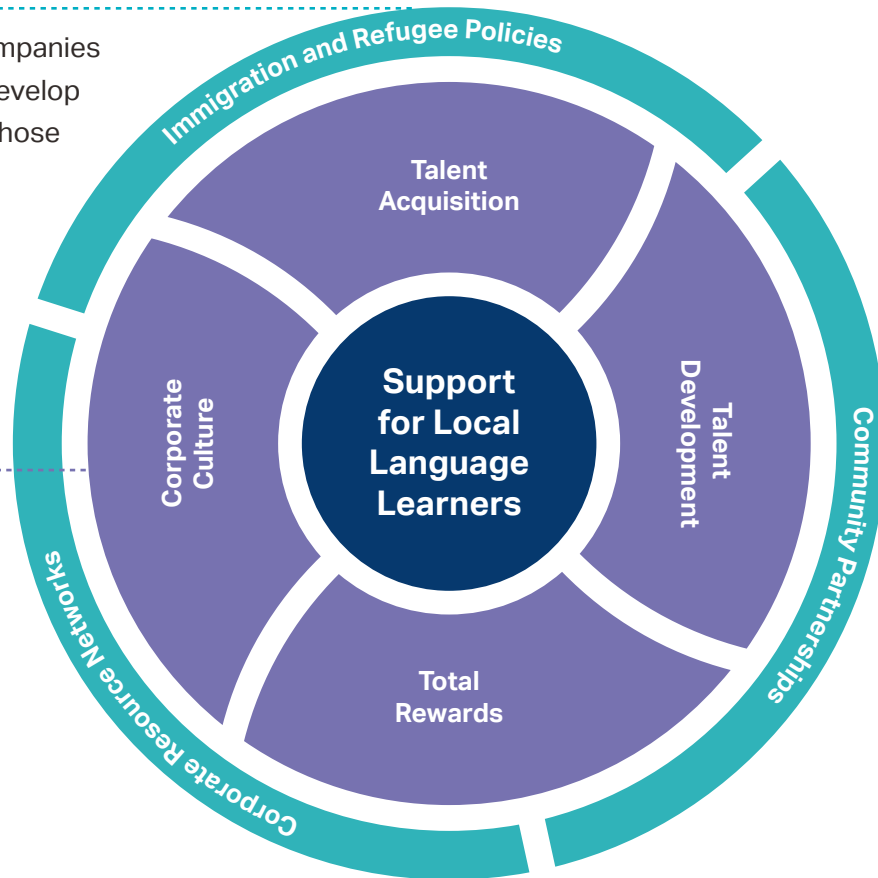 evelop
hose
Immigration and Refugee Policies
Talent
Acquisition
Talent
Development
Community Partnerships
Support
for Local
Language
Learners
Corporate
Culture
Total
Rewards
Corporate Resource Networks